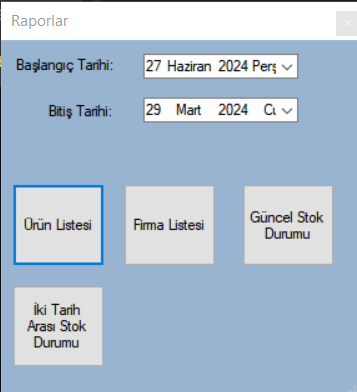 Raporlar
Başlangıç Tarihi:
27 Haziran 2024 Perş
Bitiş Tarihi:
29 Mart 2024 Cu
Ürün Listesi
Firma Listesi
Güncel Stok
Durumu
İki Tarih
Arası Stok
Durumu